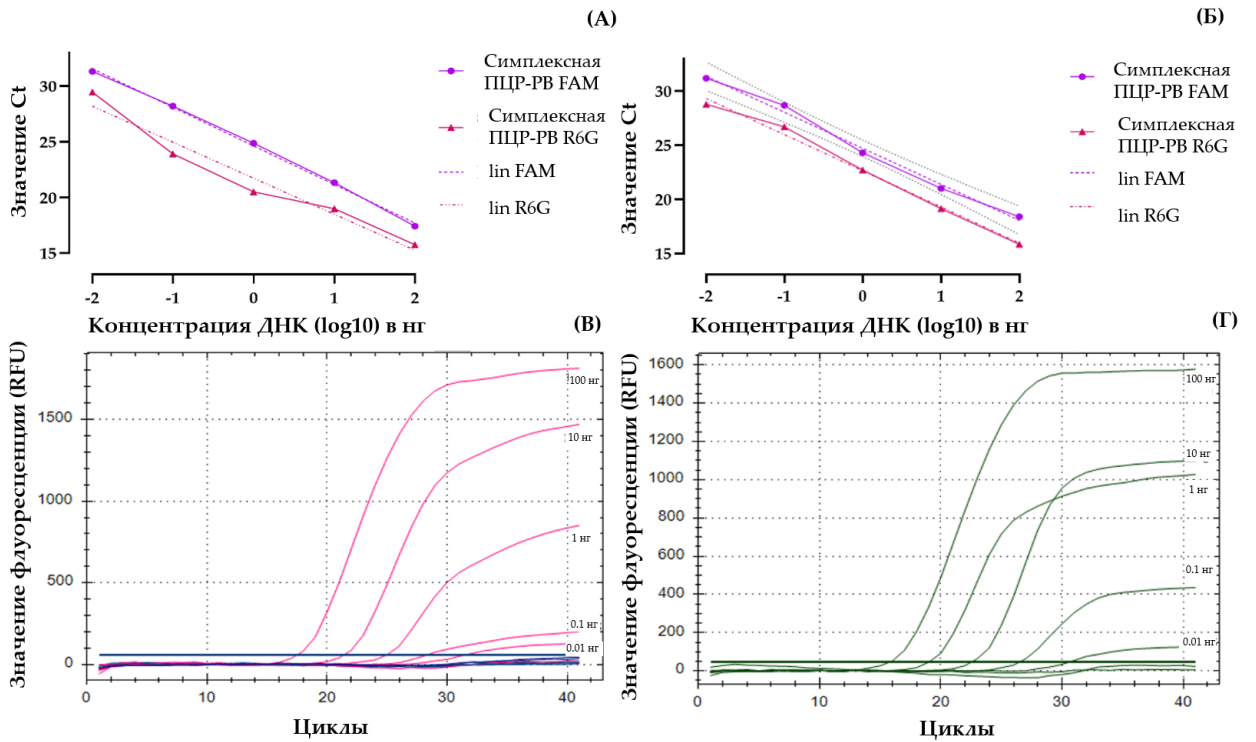 (А)
(Б)
Значение Ct
30
25
20
15
-2
-1
0
1
2
Концентрация ДНК (log10) в нг
Симплексная
ПЦР-РВ FAM
Симплексная
ПЦР-РВ R6G
lin FAM
lin R6G
Значение Ct
30
25
20
15
-2
-1
0
1
2
Концентрация ДНК (log10) в нг
Симплексная
ПЦР-РВ FAM
Симплексная
ПЦР-РВ R6G
lin FAM
lin R6G
(В)
(Г)
Значение флуоресценции (RFU)
1500
1000
500
0
0
10
20
30
40
100 нг
10 нг
1 нг
0.1 нг
0.01 нг
Циклы
Значение флуоресценции (RFU)
1600
1400
1200
1000
800
600
400
200
0
0
10
20
30
40
100 нг
10 нг
1 нг
0.1 нг
0.01 нг
Циклы